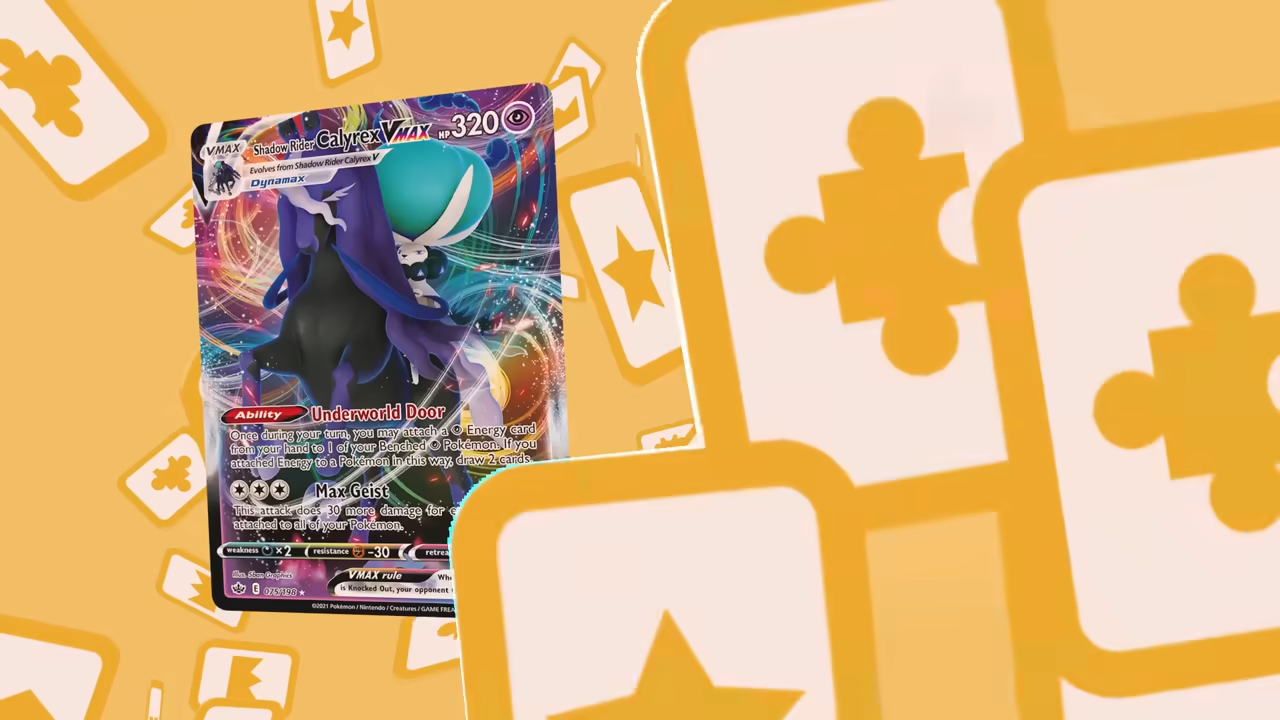 VMAX
Shadow Rider Calyrex VMAX HP 320
Evolves from Shadow Rider Calyrex V
Dynamax
Ability Underworld Door
Once during your turn, you may attach a Energy card
from your hand to 1 of your Benched Pokémon. If you
attached Energy to a Pokémon in this way, draw 2 cards.
Max Geist
This attack does 30 more damage for
attached to all of your Pokémon.
weakness ×2 resistance -30
VMAX rule
is Knocked Out, your opponent
Illus. 5ban Graphics
E 075/198
©2021 Pokémon / Nintendo / Creatures / GAME